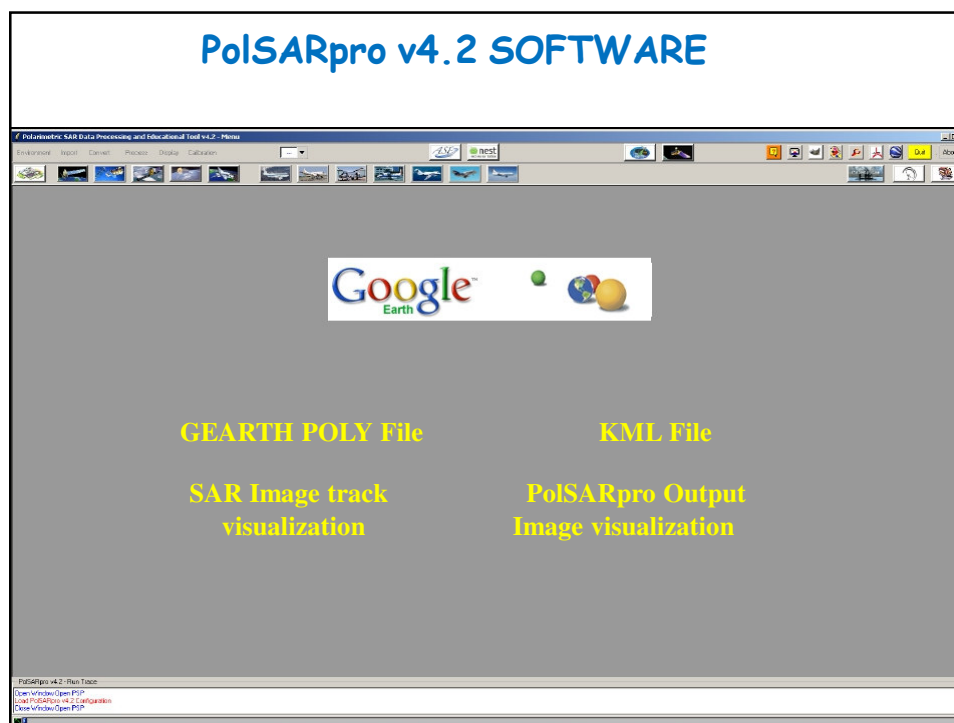 PolSARpro v4.2 SOFTWARE
Polarimetric SAR Data Processing and Educational Tool v4.2 - Menu
Environment Import Convert Process Display Calibration
ASF nest
Quit
Google
Earth
GEARTH POLY File KML File
SAR Image track PolSARpro Output
visualization Image visualization
PolSARpro v4.2 - Run Trace
Open Window Open PSP
Load PolSARpro v4.2 Configuration
Close Window Open PSP